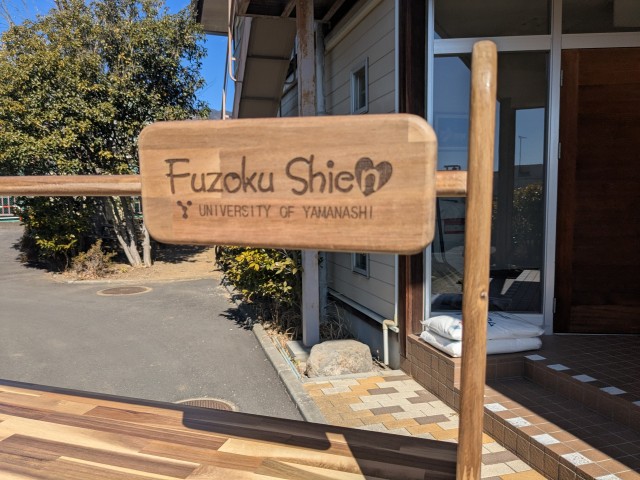 Fuzoku Shien
UNIVERSITY OF YAMANASHI